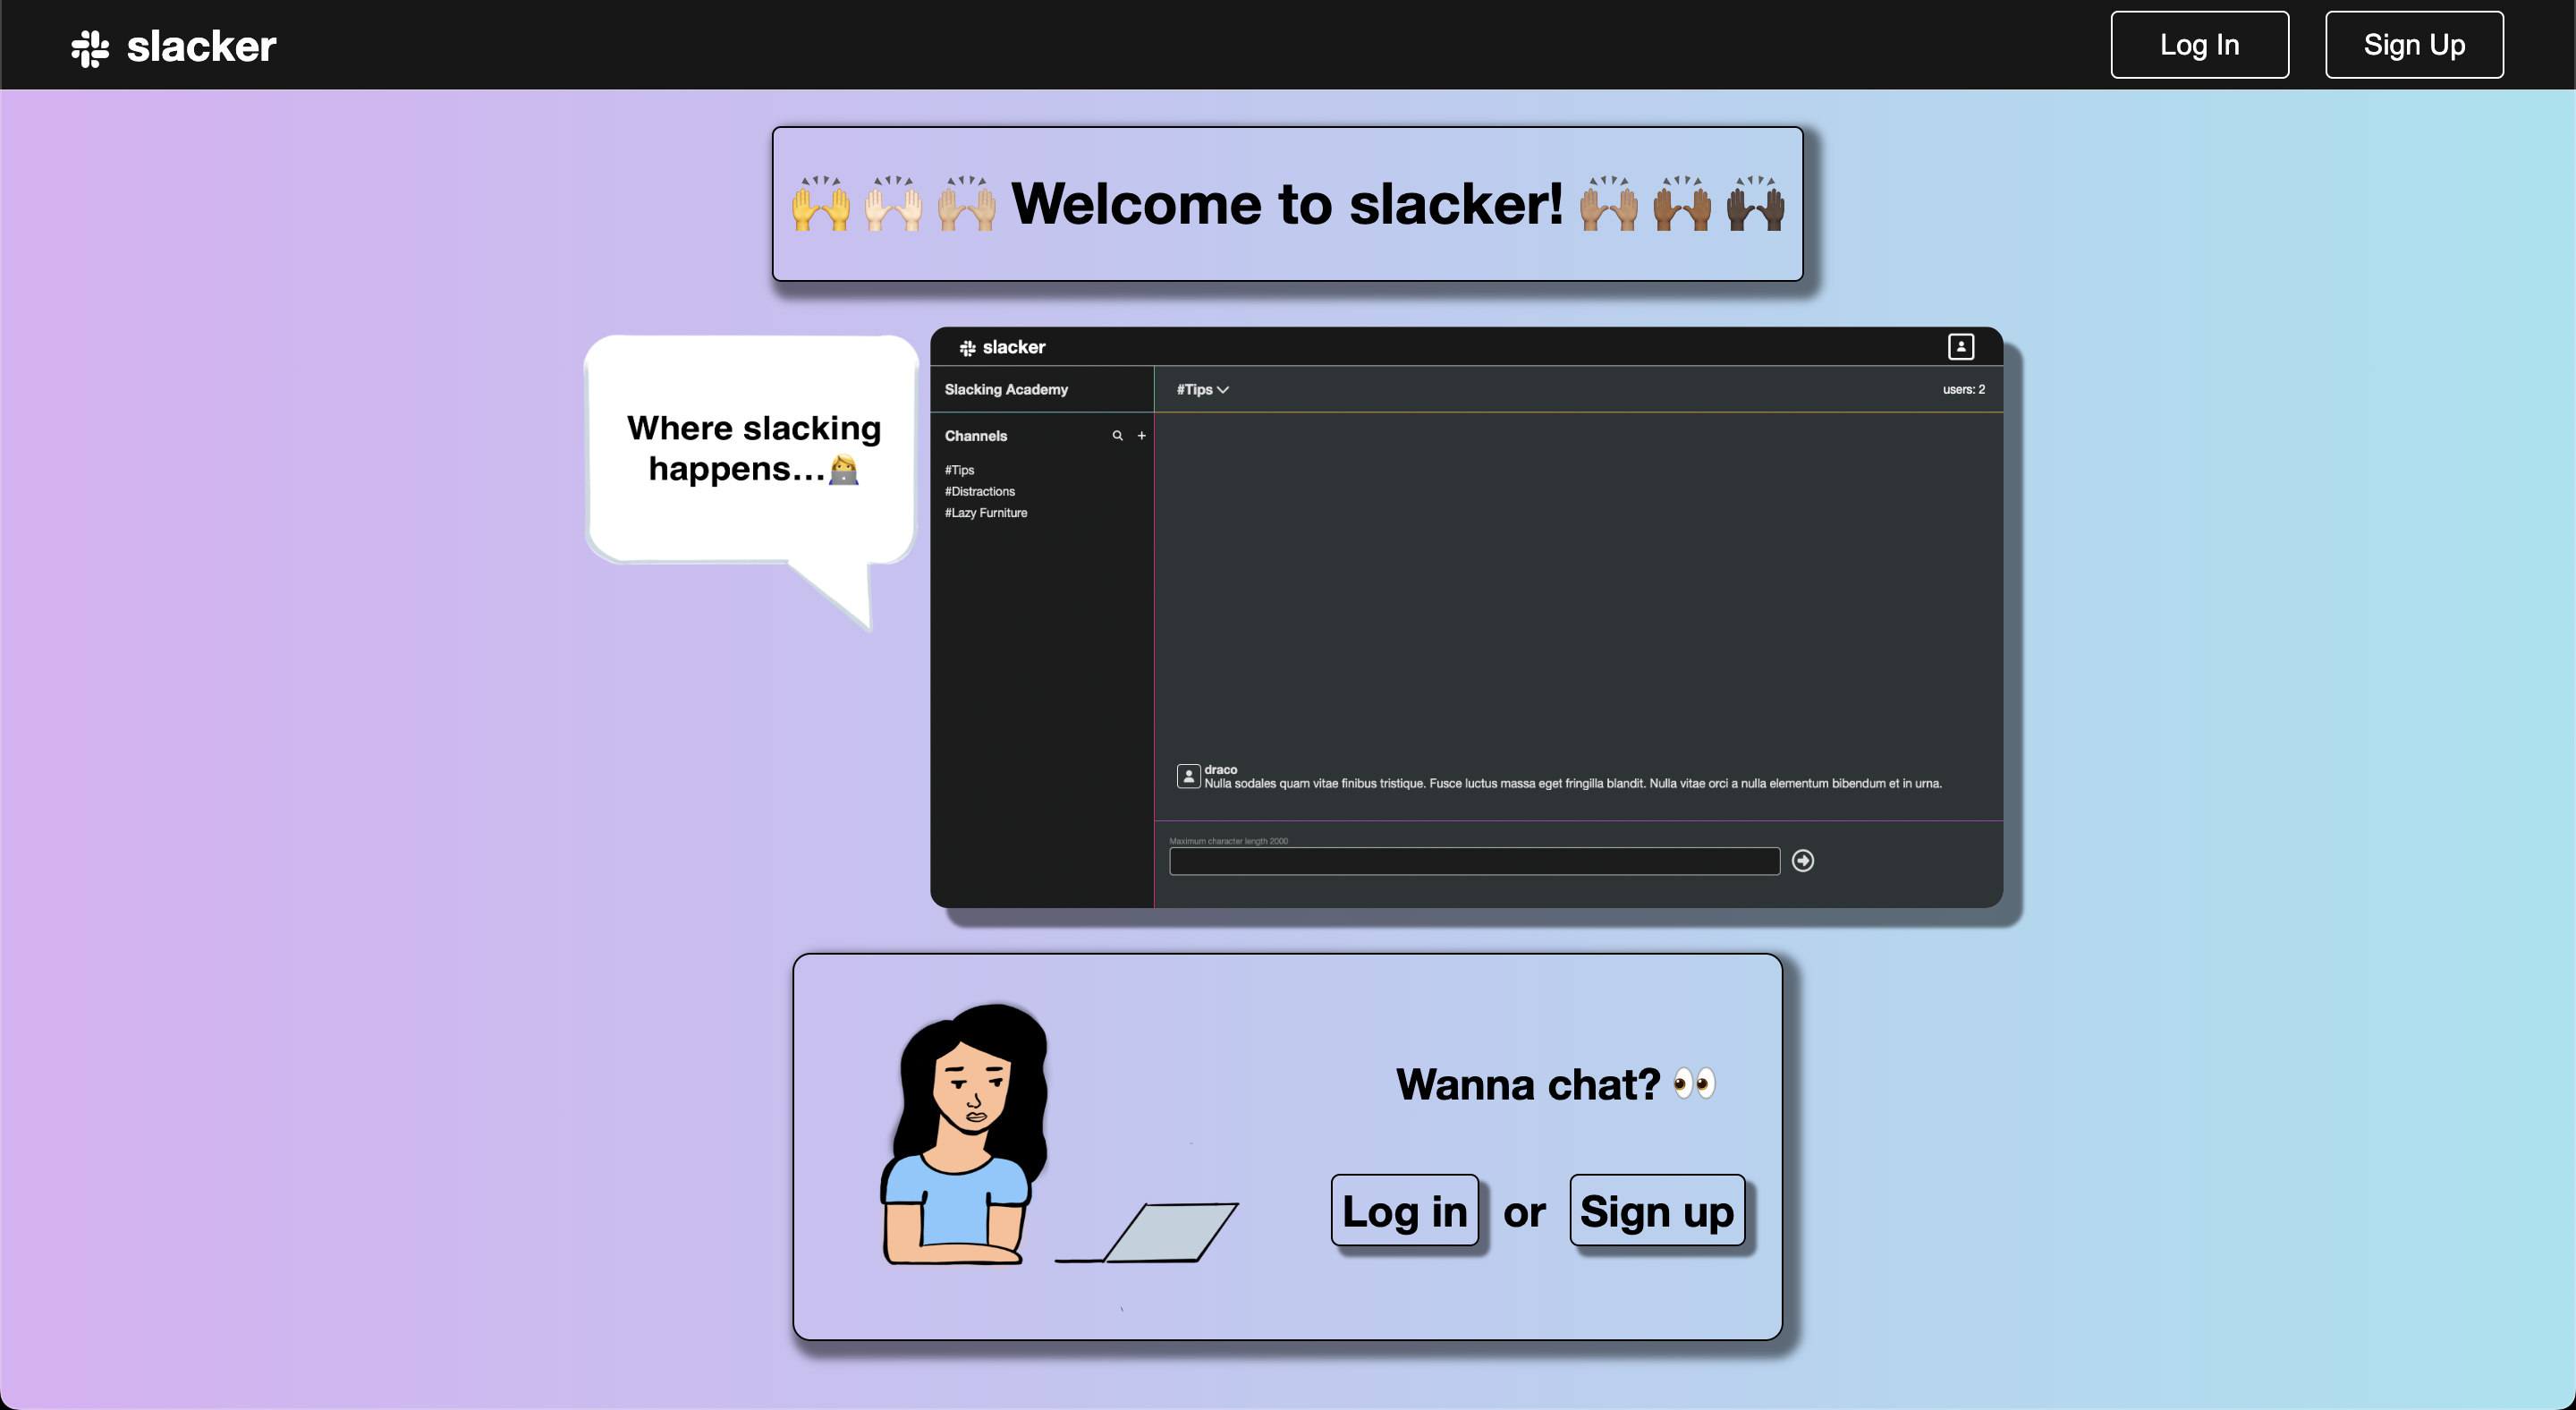 slacker
Log In
Sign Up
🙌 🙌🏻 🙌🏼 Welcome to slacker! 🙌🏽 🙌🏾 🙌🏿
Where slacking
happens...👩‍💻
slacker
Slacking Academy
#Tips
users: 2
Channels
+
#Tips
#Distractions
#Lazy Furniture
draco
Nulla sodales quam vitae finibus tristique. Fusce luctus massa eget fringilla blandit. Nulla vitae orci a nulla elementum bibendum et in urna.
Maximum character length 2000
Wanna chat? 👀
Log in or Sign up